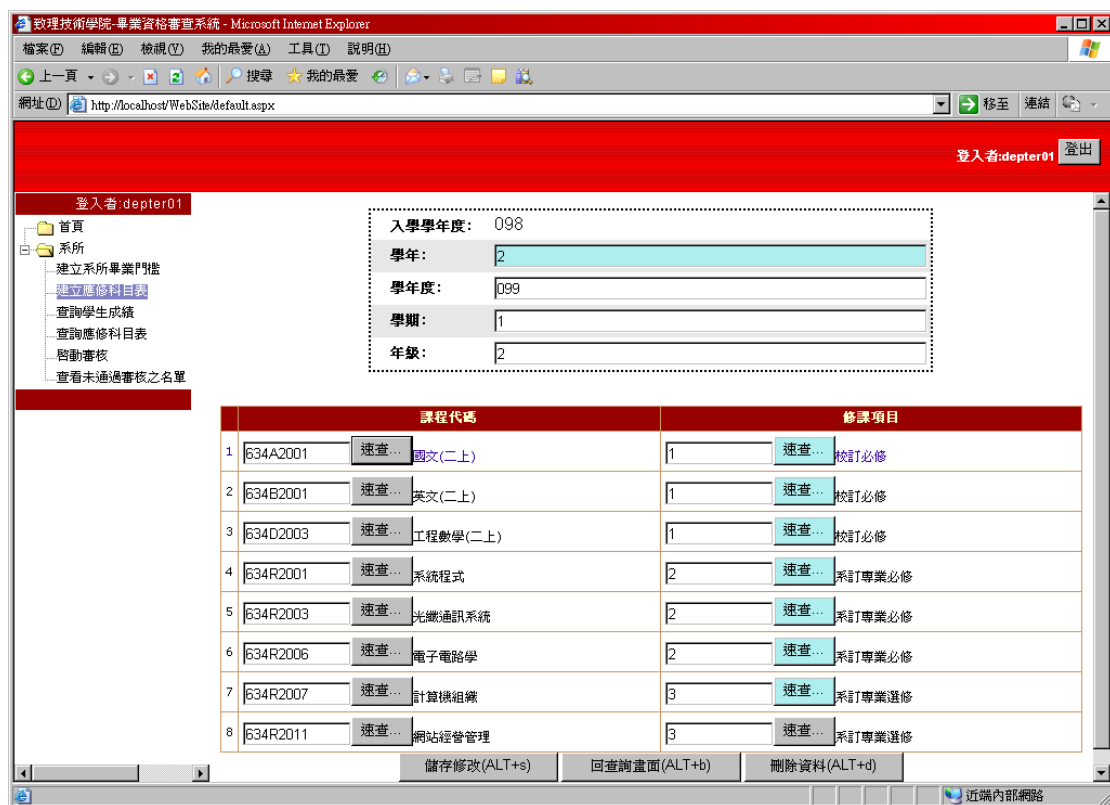 致理技術學院-畢業資格審查系統 - Microsoft Internet Explorer
檔案(F) 編輯(E) 檢視(V) 我的最愛(A) 工具(T) 說明(H)
上一頁 搜尋 我的最愛
網址(D) http://localhost/WebSite/default.aspx 移至 連結
登入者:depter01 登出
登入者:depter01
首頁
系所
建立系所畢業門檻
建立應修科目表
查詢學生成績
查詢應修科目表
啓動審核
查看未通過審核之名單
入學學年度: 098
學年: 2
學年度: 099
學期: 1
年級: 2
課程代碼 修課項目
1 634A2001 速查... 國文(二上) 1 速查... 校訂必修
2 634B2001 速查... 英文(二上) 1 速查... 校訂必修
3 634D2003 速查... 工程數學(二上) 1 速查... 校訂必修
4 634R2001 速查... 系統程式 2 速查... 系訂專業必修
5 634R2003 速查... 光纖通訊系統 2 速查... 系訂專業必修
6 634R2006 速查... 電子電路學 2 速查... 系訂專業必修
7 634R2007 速查... 計算機組織 3 速查... 系訂專業選修
8 634R2011 速查... 網站經營管理 3 速查... 系訂專業選修
儲存修改(ALT+s) 回查詢畫面(ALT+b) 刪除資料(ALT+d)
近端內部網路